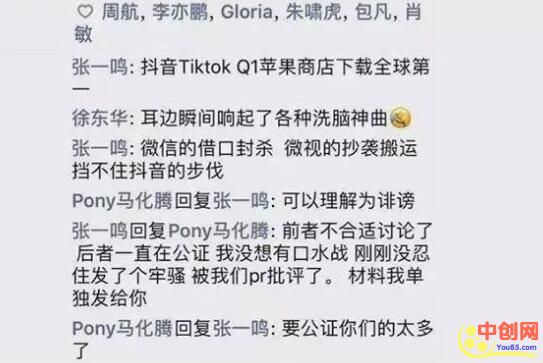 周航, 李亦鹏, Gloria, 朱啸虎, 包凡, 肖
敏
张一鸣: 抖音Tiktok Q1苹果商店下载全球第
一
徐东华: 耳边瞬间响起了各种洗脑神曲
张一鸣: 微信的借口封杀 微视的抄袭搬运
挡不住抖音的步伐
Pony马化腾回复张一鸣: 可以理解为诽谤
张一鸣回复Pony马化腾: 前者不合适讨论了
后者一直在公证 我没想有口水战 刚刚没忍
住发了个牢骚 被我们pr批评了。 材料我单
独发给你
Pony马化腾回复张一鸣: 要公证你们的太多
了
中创网
You85.com